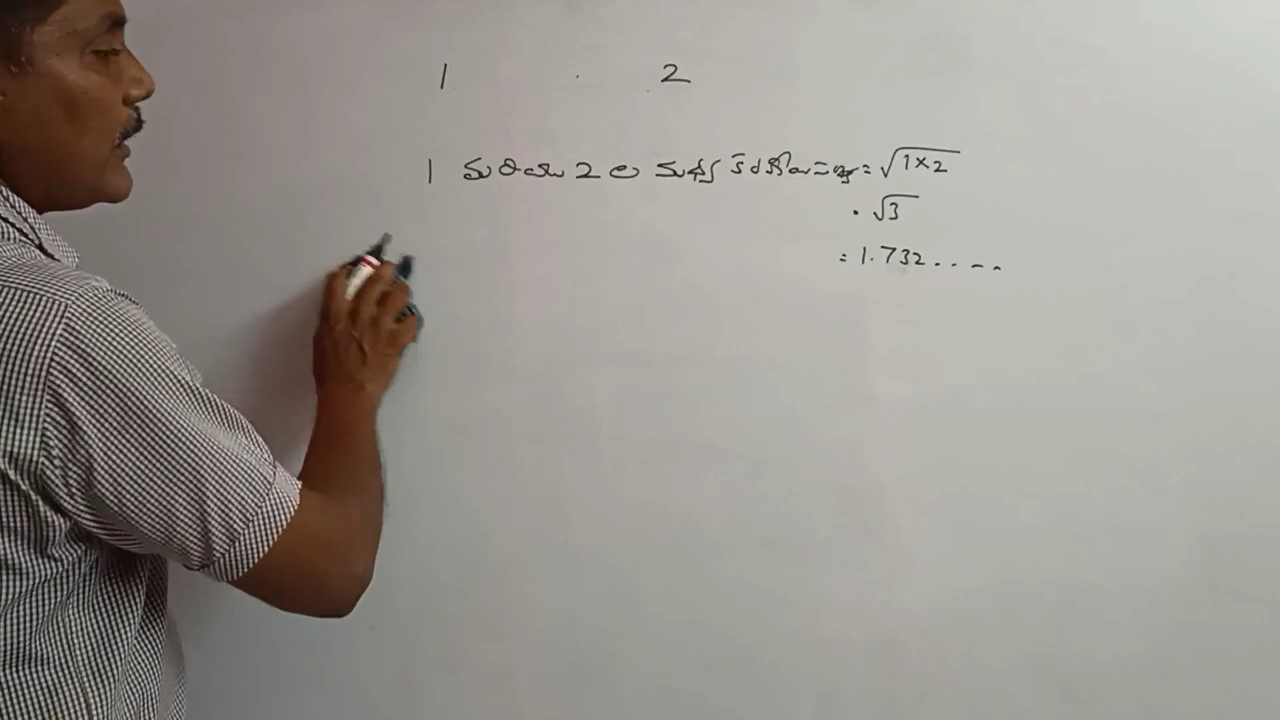 1 2
1 మరియు 2 ల మధ్య కరణీయ సంఖ్య = √1×2
. √3
= 1.732....